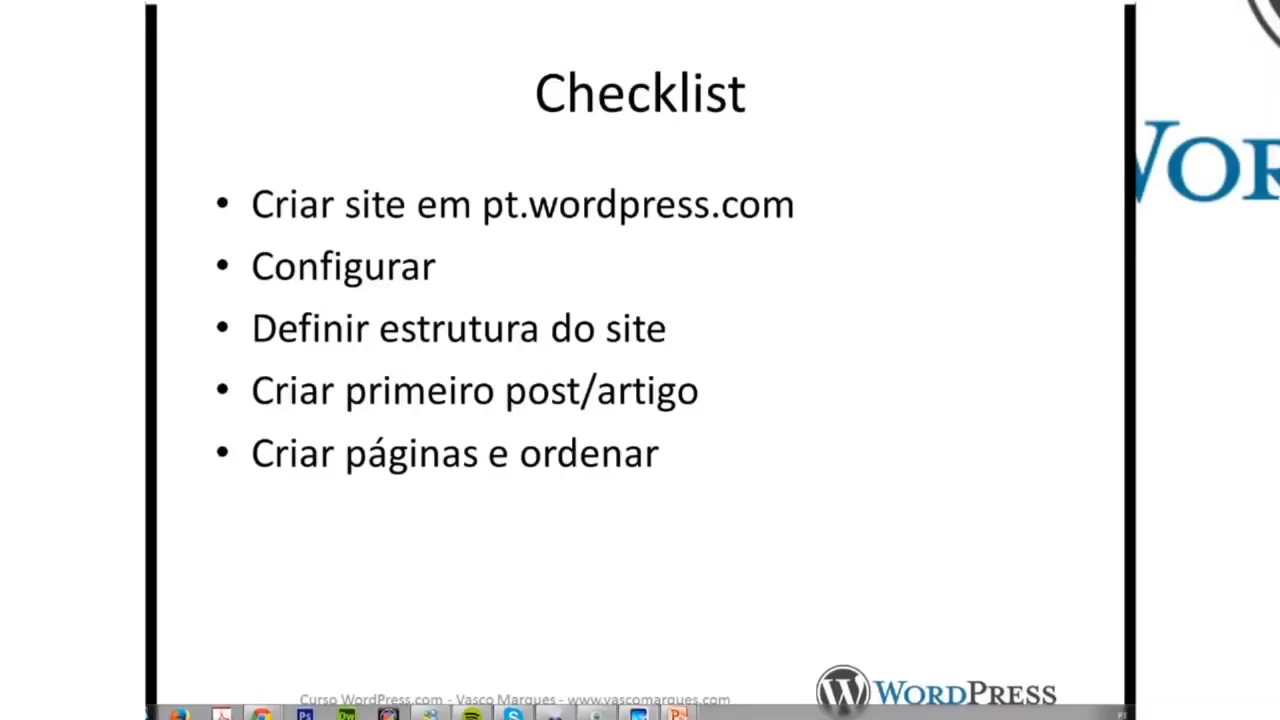 Checklist
• Criar site em pt.wordpress.com
• Configurar
• Definir estrutura do site
• Criar primeiro post/artigo
• Criar páginas e ordenar
Curso WordPress.com - Vasco Marques - www.vascomarques.com
WORDPRESS